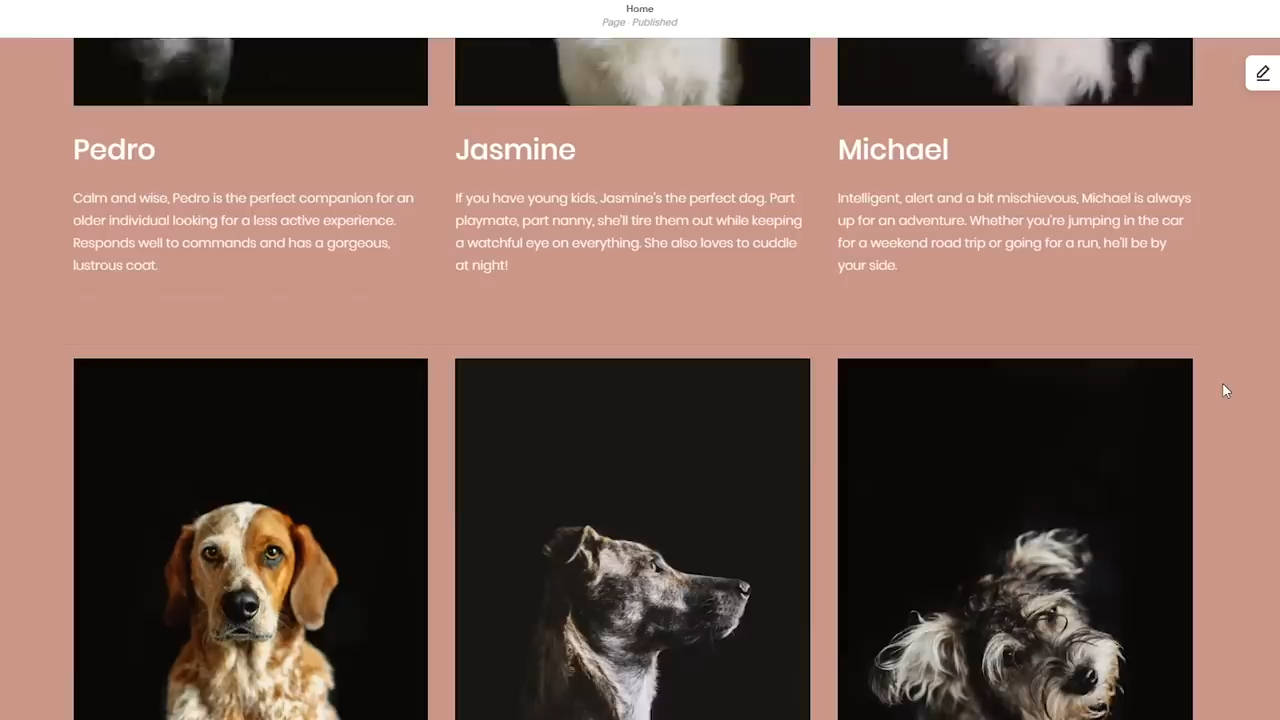 Home
Page · Published
Pedro
Calm and wise, Pedro is the perfect companion for an
older individual looking for a less active experience.
Responds well to commands and has a gorgeous,
lustrous coat.
Jasmine
If you have young kids, Jasmine's the perfect dog. Part
playmate, part nanny, she'll tire them out while keeping
a watchful eye on everything. She also loves to cuddle
at night!
Michael
Intelligent, alert and a bit mischievous, Michael is always
up for an adventure. Whether you're jumping in the car
for a weekend road trip or going for a run, he'll be by
your side.